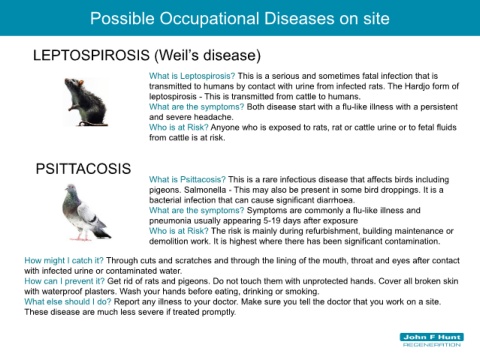 Possible Occupational Diseases on site
LEPTOSPIROSIS (Weil's disease)
What is Leptospirosis? This is a serious and sometimes fatal infection that is
transmitted to humans by contact with urine from infected rats. The Hardjo form of
leptospirosis - This is transmitted from cattle to humans.
What are the symptoms? Both disease start with a flu-like illness with a persistent
and severe headache.
Who is at Risk? Anyone who is exposed to rats, rat or cattle urine or to fetal fluids
from cattle is at risk.
PSITTACOSIS
What is Psittacosis? This is a rare infectious disease that affects birds including
pigeons. Salmonella - This may also be present in some bird droppings. It is a
bacterial infection that can cause significant diarrhoea.
What are the symptoms? Symptoms are commonly a flu-like illness and
pneumonia usually appearing 5-19 days after exposure
Who is at Risk? The risk is mainly during refurbishment, building maintenance or
demolition work. It is highest where there has been significant contamination.
How might I catch it? Through cuts and scratches and through the lining of the mouth, throat and eyes after contact
with infected urine or contaminated water.
How can I prevent it? Get rid of rats and pigeons. Do not touch them with unprotected hands. Cover all broken skin
with waterproof plasters. Wash your hands before eating, drinking or smoking.
What else should I do? Report any illness to your doctor. Make sure you tell the doctor that you work on a site.
These disease are much less severe if treated promptly.
John F Hunt
REGENERATION